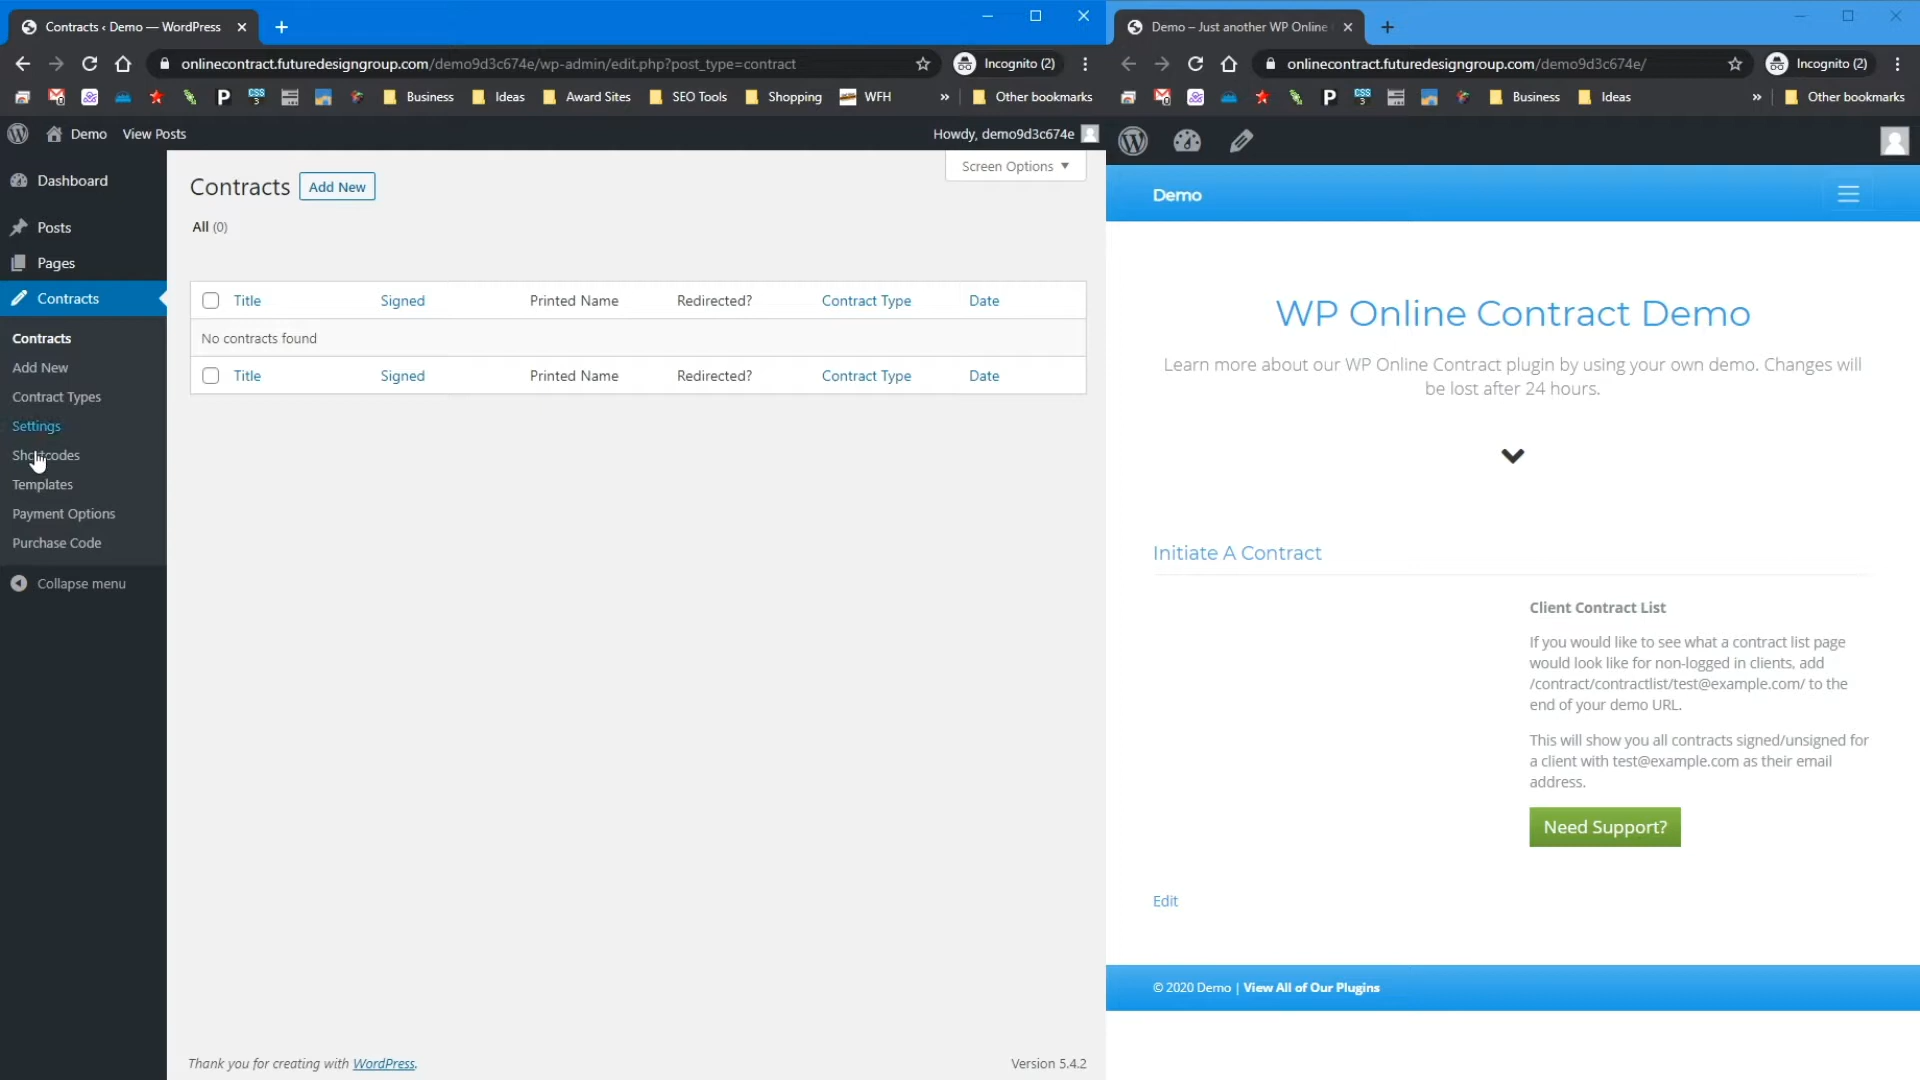 Contracts ‹ Demo — WordPress
onlinecontract.futuredesigngroup.com/demo9d3c674e/wp-admin/edit.php?post_type=contract
Incognito (2)
Business
Ideas
Award Sites
SEO Tools
Shopping
WFH
»
Other bookmarks
Demo
View Posts
Howdy, demo9d3c674e
Dashboard
Posts
Pages
Contracts
Contracts
Add New
Contract Types
Settings
Shortcodes
Templates
Payment Options
Purchase Code
Collapse menu
Screen Options
Contracts
Add New
All (0)
Title Signed Printed Name Redirected? Contract Type Date
No contracts found
Title Signed Printed Name Redirected? Contract Type Date
Thank you for creating with WordPress.
Version 5.4.2
Demo – Just another WP Online
onlinecontract.futuredesigngroup.com/demo9d3c674e/
Incognito (2)
Business
Ideas
»
Other bookmarks
Demo
WP Online Contract Demo
Learn more about our WP Online Contract plugin by using your own demo. Changes will
be lost after 24 hours.
Initiate A Contract
Client Contract List
If you would like to see what a contract list page
would look like for non-logged in clients, add
/contract/contractlist/test@example.com/ to the
end of your demo URL.
This will show you all contracts signed/unsigned for
a client with test@example.com as their email
address.
Need Support?
Edit
© 2020 Demo | View All of Our Plugins